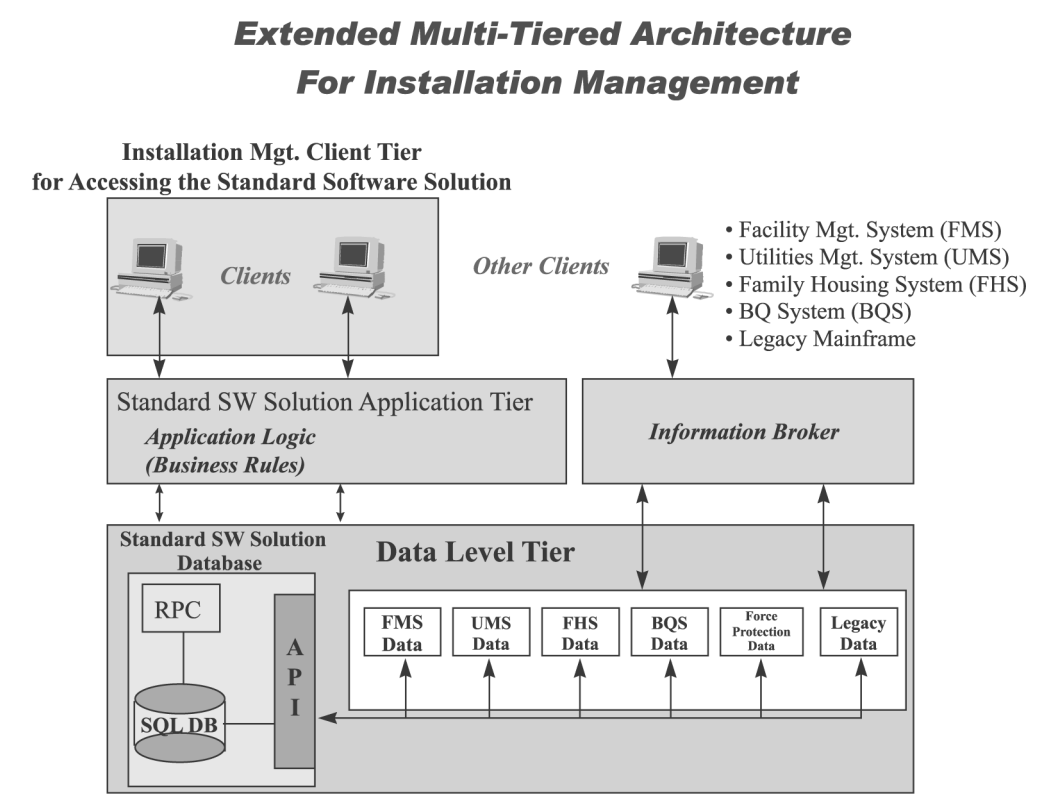 Extended Multi-Tiered Architecture
For Installation Management
Installation Mgt. Client Tier
for Accessing the Standard Software Solution
Clients
Other Clients
• Facility Mgt. System (FMS)
• Utilities Mgt. System (UMS)
• Family Housing System (FHS)
• BQ System (BQS)
• Legacy Mainframe
Standard SW Solution Application Tier
Application Logic
(Business Rules)
Information Broker
Standard SW Solution
Database
Data Level Tier
RPC
SQL DB
A
P
I
FMS
Data
UMS
Data
FHS
Data
BQS
Data
Force
Protection
Data
Legacy
Data